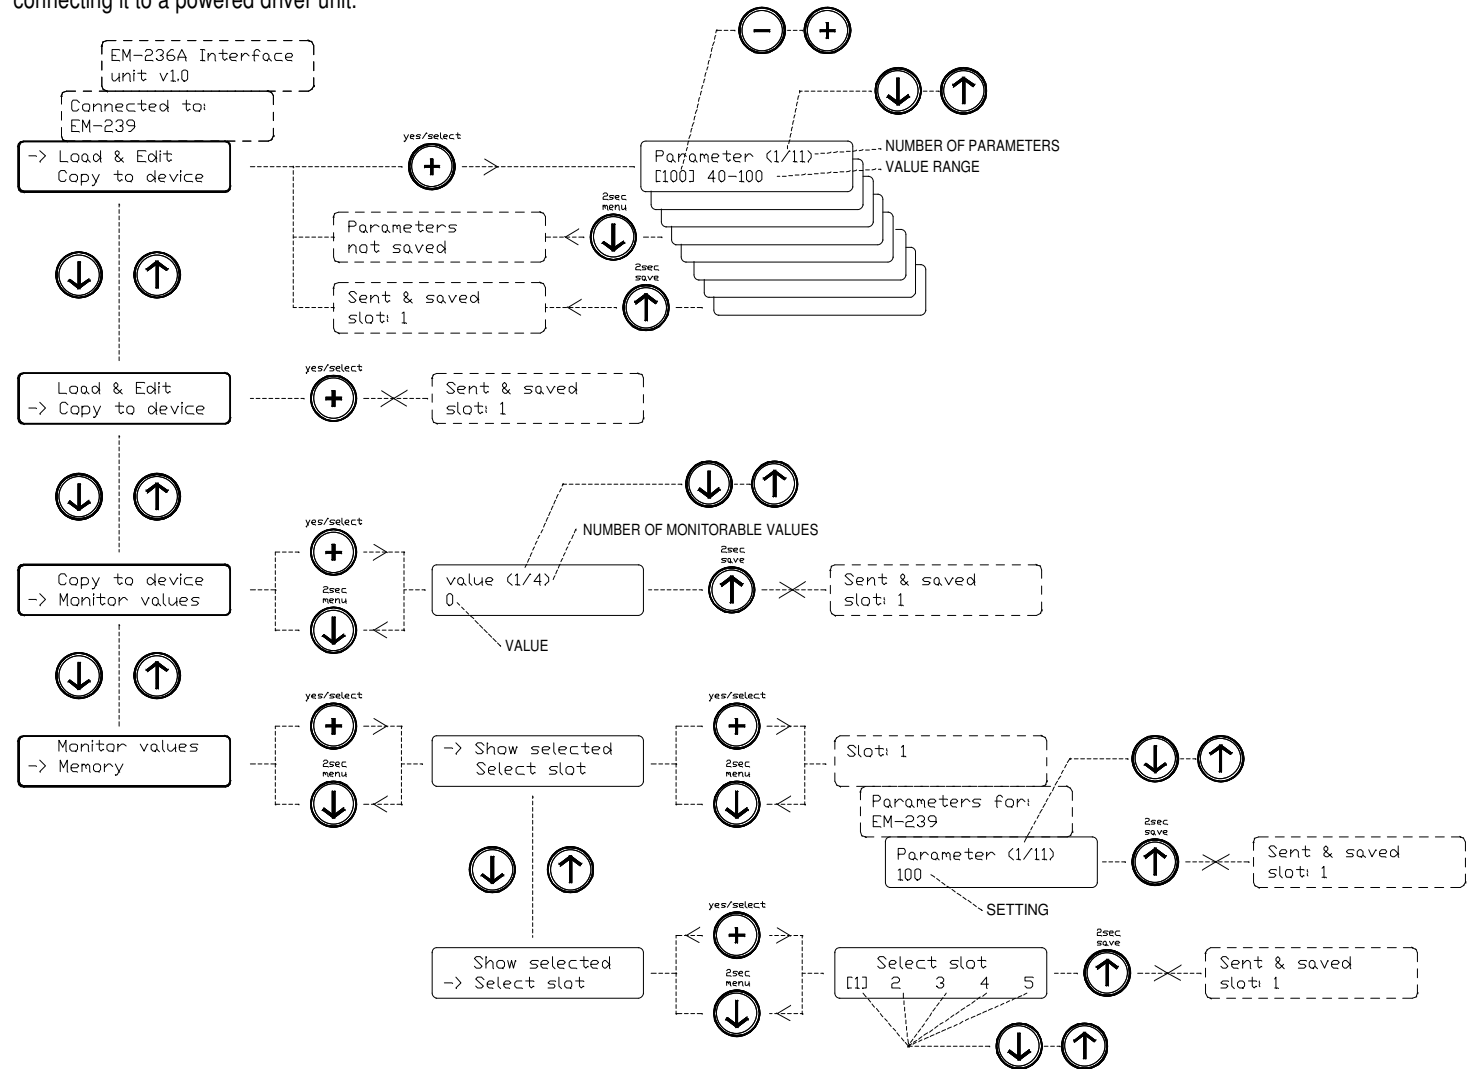 connecting it to a powered driver unit.
EM-236A Interface
unit v1.0
Connected to:
EM-239
-> Load & Edit
Copy to device
yes/select
Parameter (1/11)
[100] 40-100
NUMBER OF PARAMETERS
VALUE RANGE
2sec
menu
Parameters
not saved
2sec
save
Sent & saved
slot: 1
Load & Edit
-> Copy to device
yes/select
Sent & saved
slot: 1
Copy to device
-> Monitor values
yes/select
2sec
menu
value (1/4)
0
NUMBER OF MONITORABLE VALUES
VALUE
2sec
save
Sent & saved
slot: 1
Monitor values
-> Memory
yes/select
2sec
menu
-> Show selected
Select slot
yes/select
2sec
menu
Slot: 1
Parameters for:
EM-239
Parameter (1/11)
100
SETTING
2sec
save
Sent & saved
slot: 1
Show selected
-> Select slot
yes/select
2sec
menu
Select slot
[1] 2 3 4 5
2sec
save
Sent & saved
slot: 1